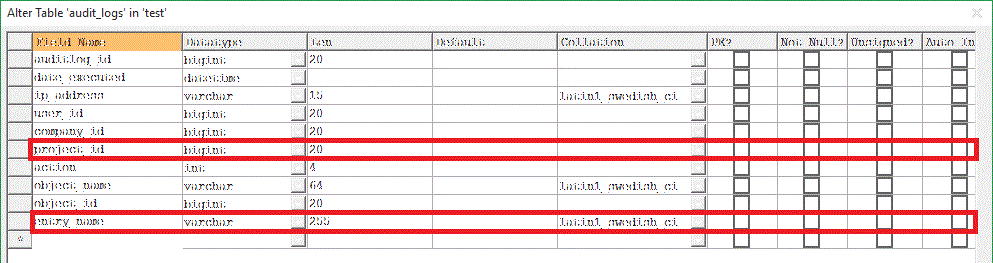 Alter Table 'audit_logs' in 'test'
Field Name Datatype Len Default Collation PK? Not Null? Unsigned? Auto In
auditlog_id bigint 20
date_executed datetime
ip_address varchar 15 latin1_swedish_ci
user_id bigint 20
company_id bigint 20
project_id bigint 20
action int 4
object_name varchar 64 latin1_swedish_ci
object_id bigint 20
entry_name varchar 255 latin1_swedish_ci
*